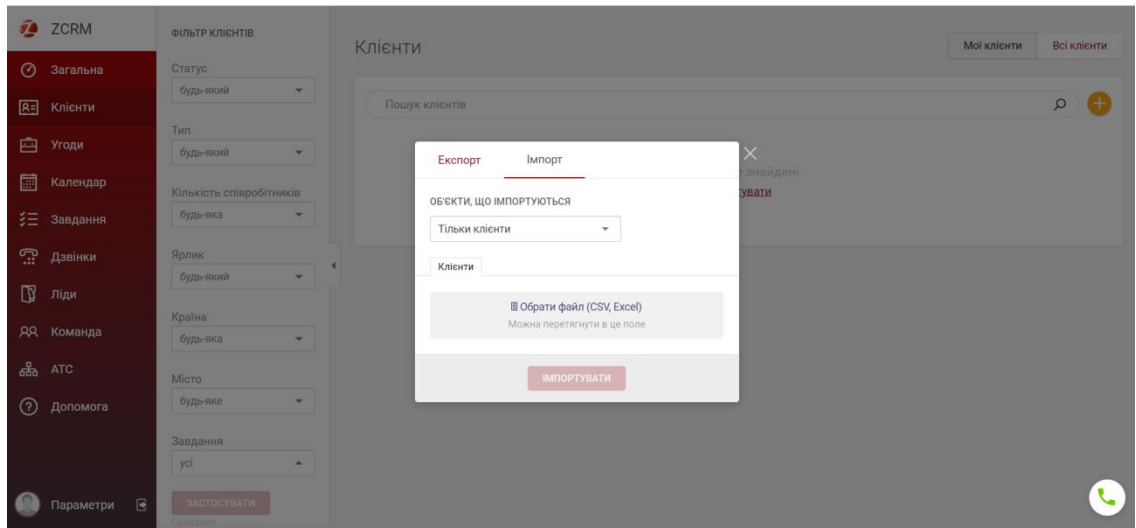 ZCRM
Загальна
Клієнти
Угоди
Календар
Завдання
Дзвінки
Ліди
Команда
АТС
Допомога
Параметри
ФІЛЬТР КЛІЄНТІВ
Статус
будь-який
Тип
будь-який
Кількість співробітників
будь-яка
Ярлик
будь-який
Країна
будь-яка
Місто
будь-яке
Завдання
усі
ЗАСТОСУВАТИ
Клієнти
Мої клієнти
Всі клієнти
Пошук клієнтів
знайдені
Експорт
Імпорт
ОБ'ЄКТИ, ЩО ІМПОРТУЮТЬСЯ
Тільки клієнти
Клієнти
Обрати файл (CSV, Excel)
Можна перетягнути в це поле
ІМПОРТУВАТИ